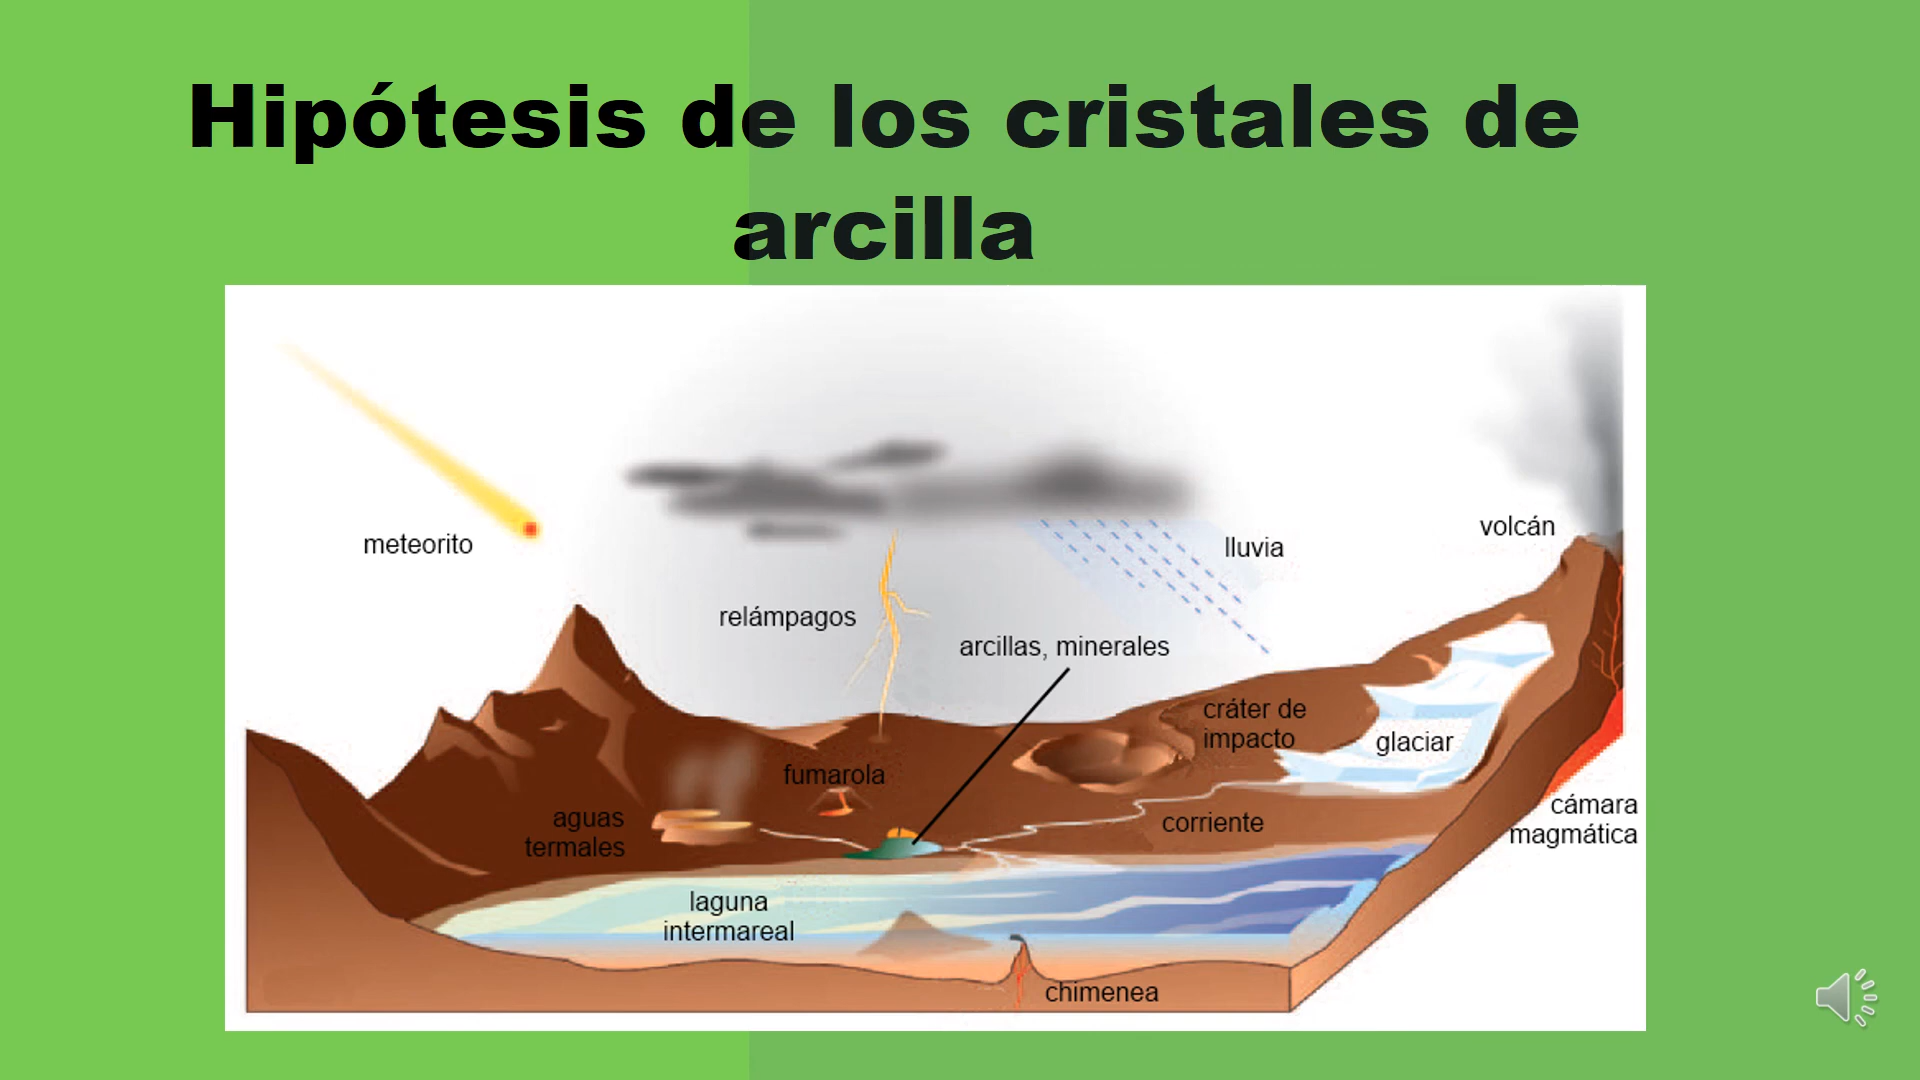 Hipótesis de los cristales de
arcilla
meteorito
volcán
lluvia
relámpagos
arcillas, minerales
cráter de
impacto
glaciar
fumarola
aguas
termales
corriente
cámara
magmática
laguna
intermareal
chimenea